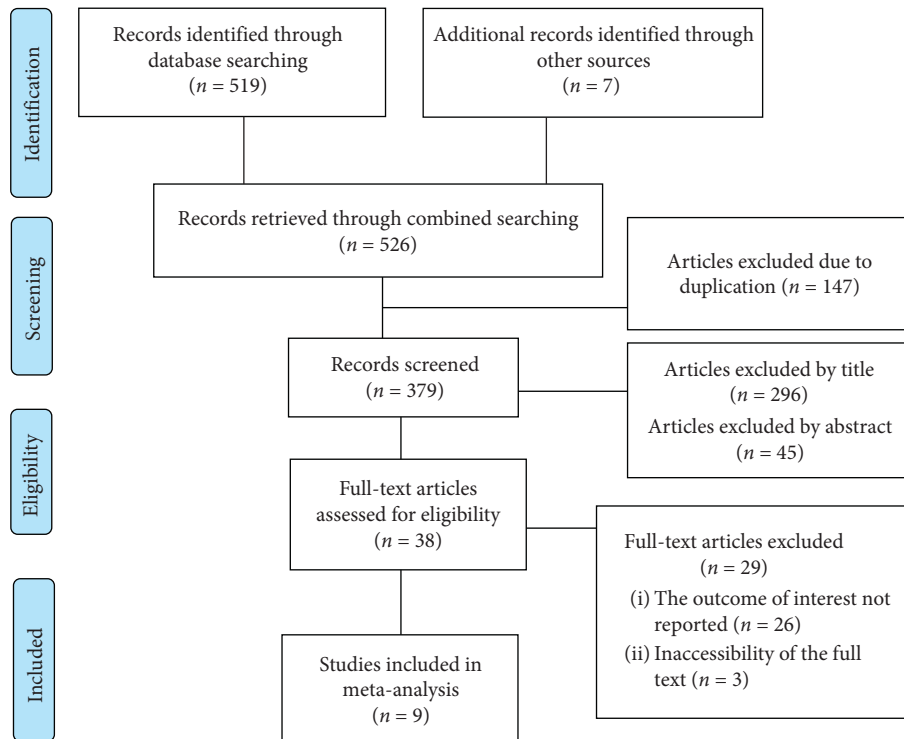 Identification
Records identified through
database searching
(n = 519)
Additional records identified through
other sources
(n = 7)
Records retrieved through combined searching
(n = 526)
Screening
Articles excluded due to
duplication (n = 147)
Records screened
(n = 379)
Articles excluded by title
(n = 296)
Articles excluded by abstract
(n = 45)
Eligibility
Full-text articles
assessed for eligibility
(n = 38)
Full-text articles excluded
(n = 29)
(i) The outcome of interest not
reported (n = 26)
(ii) Inaccessibility of the full
text (n = 3)
Included
Studies included in
meta-analysis
(n = 9)